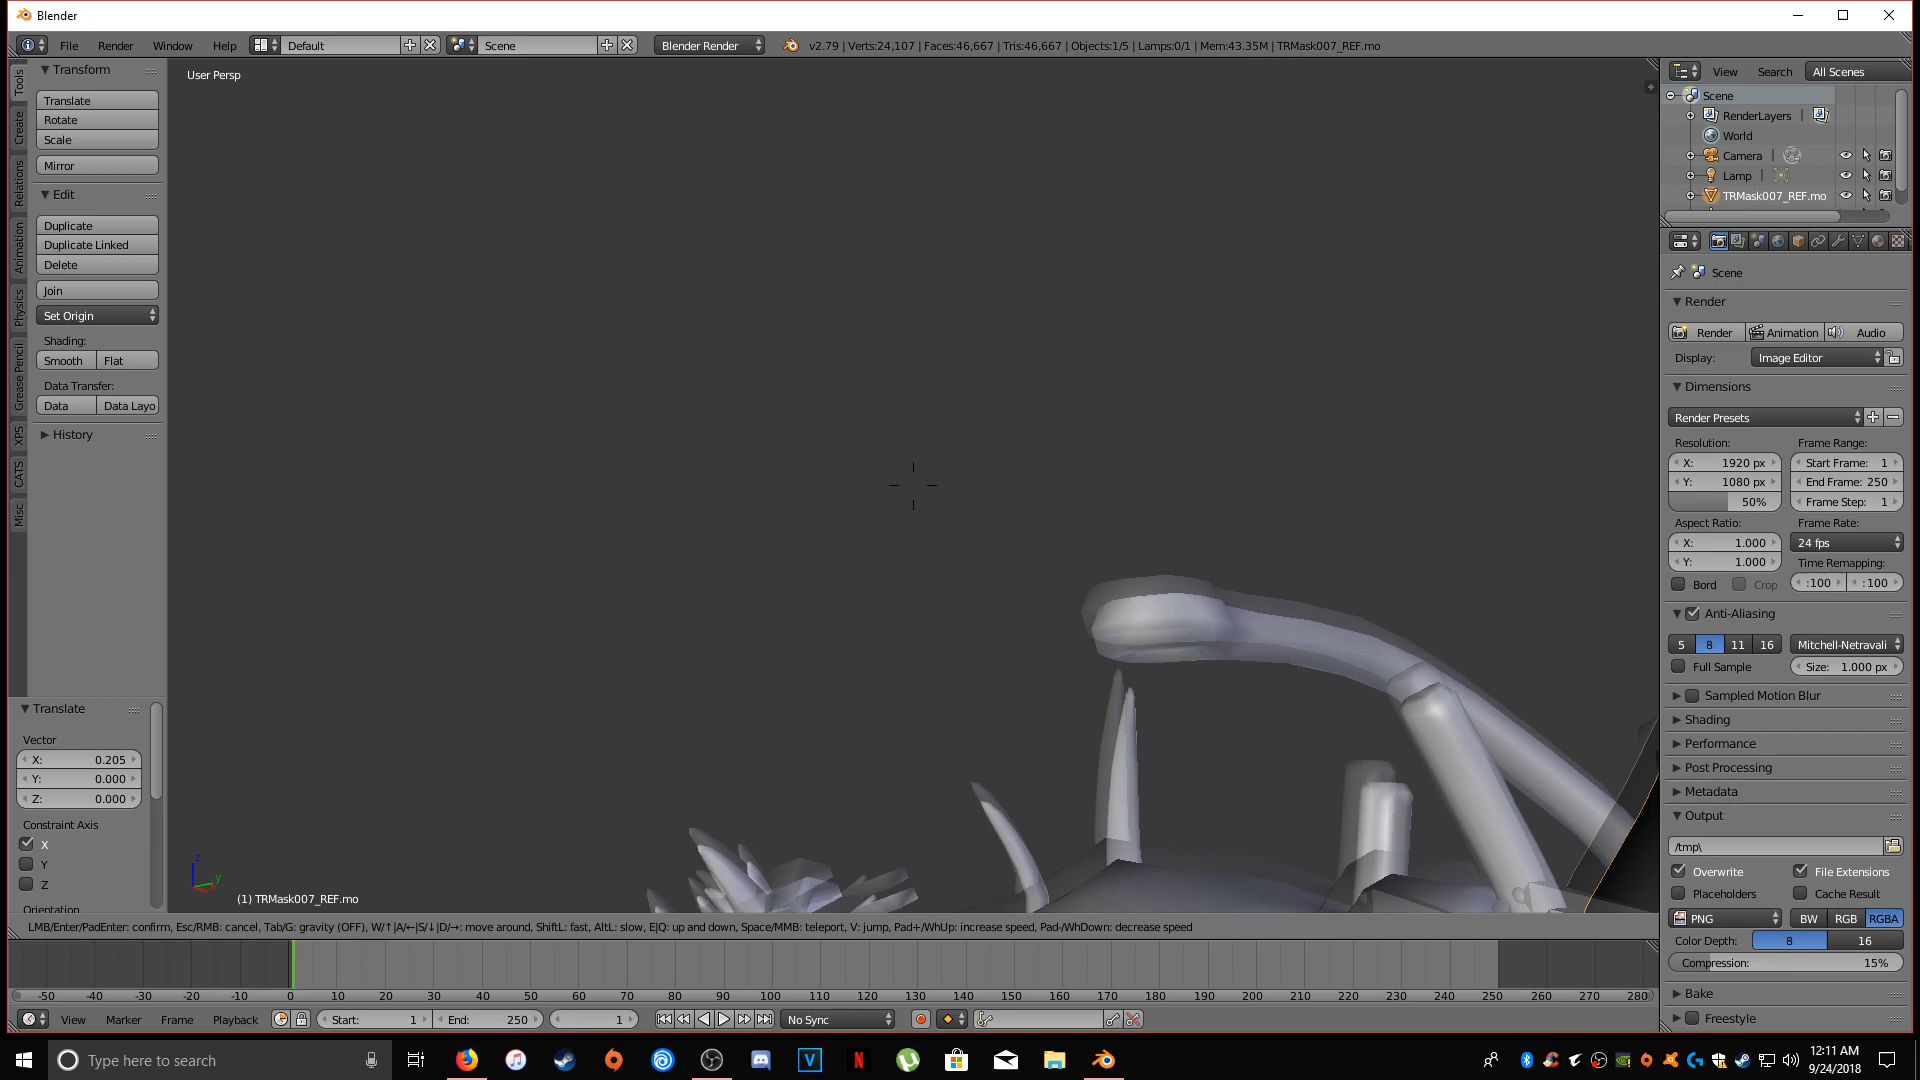 Blender
File Render Window Help Default Scene Blender Render v2.79 | Verts:24,107 | Faces:46,667 | Tris:46,667 | Objects:1/5 | Lamps:0/1 | Mem:43.35M | TRMask007_REF.mo
Tools
Create
Relations
Animation
Physics
Grease Pencil
XPS
CATS
Misc
Transform
Translate
Rotate
Scale
Mirror
Edit
Duplicate
Duplicate Linked
Delete
Join
Set Origin
Shading:
Smooth Flat
Data Transfer:
Data Data Layo
History
Translate
Vector
X: 0.205
Y: 0.000
Z: 0.000
Constraint Axis
X
Y
Z
Orientation
User Persp
z
y
(1) TRMask007_REF.mo
LMB/Enter/PadEnter: confirm, Esc/RMB: cancel, Tab/G: gravity (OFF), W/↑|A/←|S/↓|D/→: move around, ShiftL: fast, AltL: slow, E|Q: up and down, Space/MMB: teleport, V: jump, Pad+/WhUp: increase speed, Pad-/WhDown: decrease speed
-50 -40 -30 -20 -10 0 10 20 30 40 50 60 70 80 90 100 110 120 130 140 150 160 170 180 190 200 210 220 230 240 250 260 270 280
View Marker Frame Playback Start: 1 End: 250 1 No Sync
View Search All Scenes
Scene
RenderLayers |
World
Camera |
Lamp |
TRMask007_REF.mo
Scene
Render
Render Animation Audio
Display: Image Editor
Dimensions
Render Presets
Resolution: Frame Range:
X: 1920 px Start Frame: 1
Y: 1080 px End Frame: 250
50% Frame Step: 1
Aspect Ratio: Frame Rate:
X: 1.000 24 fps
Y: 1.000 Time Remapping:
Bord Crop :100 :100
Anti-Aliasing
5 8 11 16 Mitchell-Netravali
Full Sample Size: 1.000 px
Sampled Motion Blur
Shading
Performance
Post Processing
Metadata
Output
/tmp\
Overwrite File Extensions
Placeholders Cache Result
PNG BW RGB RGBA
Color Depth: 8 16
Compression: 15%
Bake
Freestyle
Type here to search
12:11 AM
9/24/2018